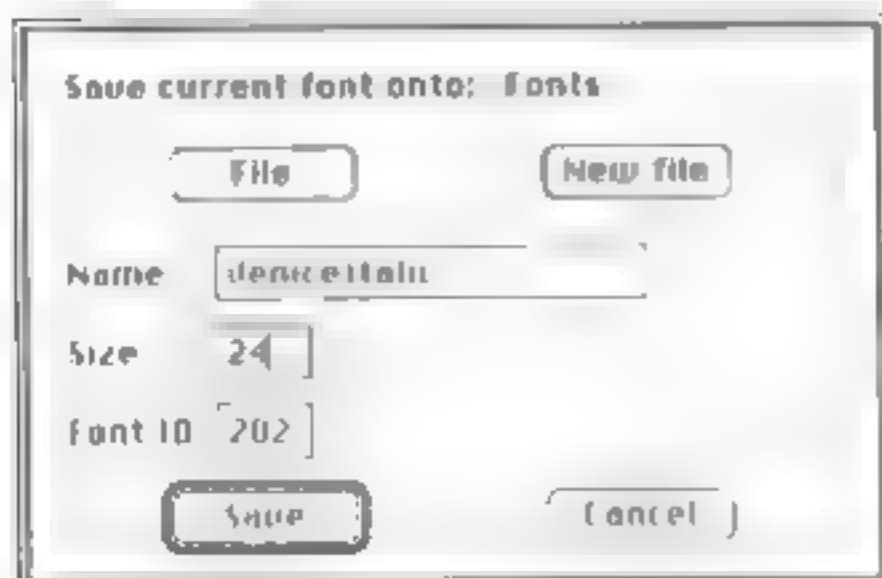 Save current font onto: Fonts
File New file
Name
Size 24
Font ID 202
Save Cancel